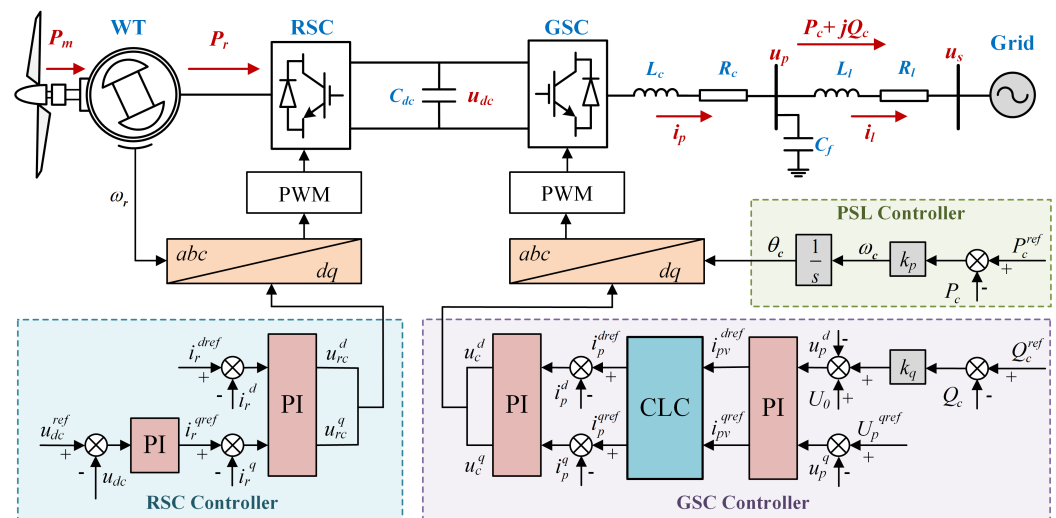 WT
RSC
GSC
P_c + jQ_c
Grid
P_m
P_r
u_p
u_s
L_c
R_c
L_l
R_l
C_dc
u_dc
i_p
i_l
C_f
ω_r
PWM
PWM
PSL Controller
abc
dq
abc
dq
θ_c
1/s
ω_c
k_p
P_c^ref
+
P_c
-
i_r^dref
+
-
i_r^d
PI
u_rc^d
u_rc^q
u_dc^ref
+
-
u_dc
PI
i_r^qref
+
-
i_r^q
RSC Controller
u_c^d
u_c^q
PI
i_p^dref
+
i_p^d
-
i_p^qref
+
i_p^q
-
CLC
i_pv^dref
i_pv^qref
PI
u_p^d
-
U_0
+
+
k_q
Q_c^ref
+
Q_c
-
U_p^qref
+
u_p^q
-
GSC Controller